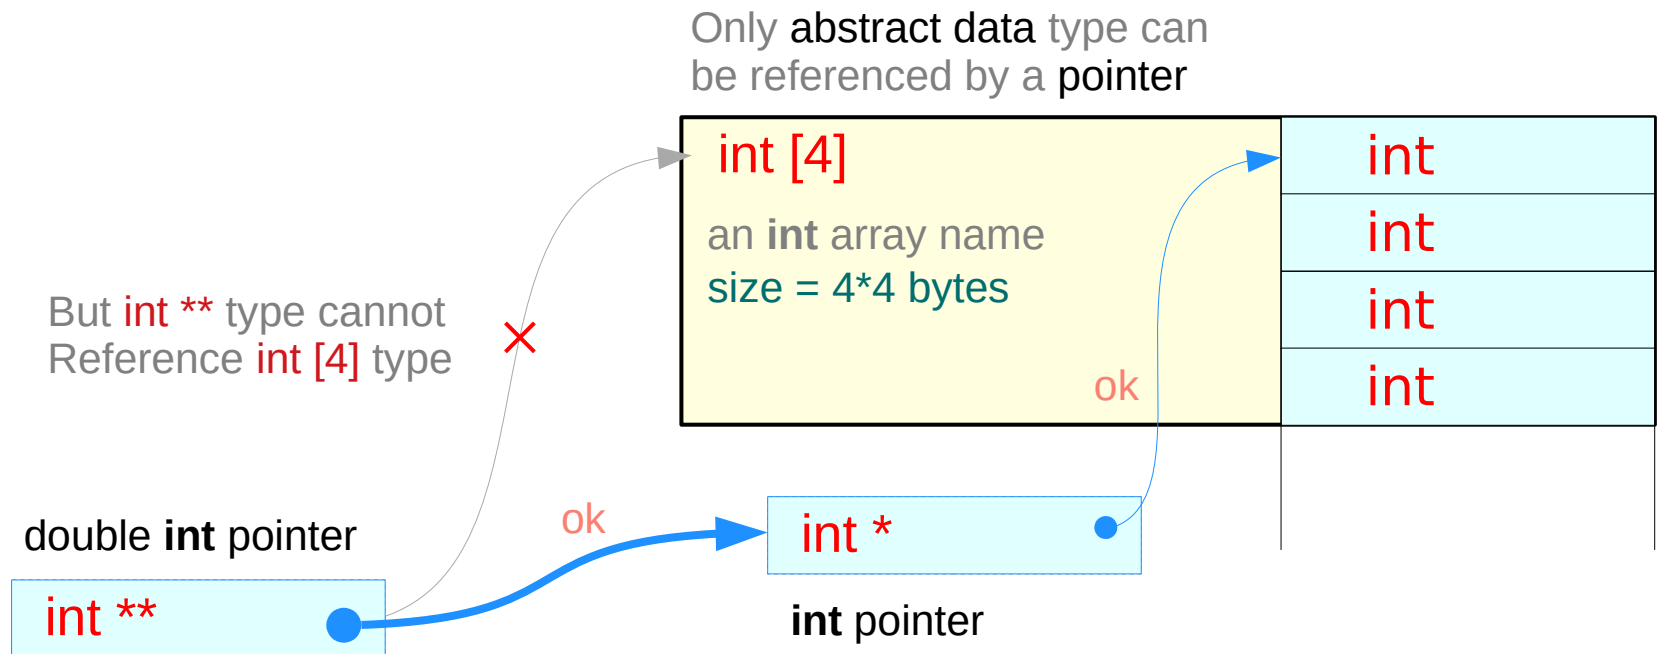 Only abstract data type can
be referenced by a pointer
int [4]
int
an int array name
int
size = 4*4 bytes
But int ** type cannot
Reference int [4] type
int
ok
int
double int pointer
ok
int *
int **
int pointer